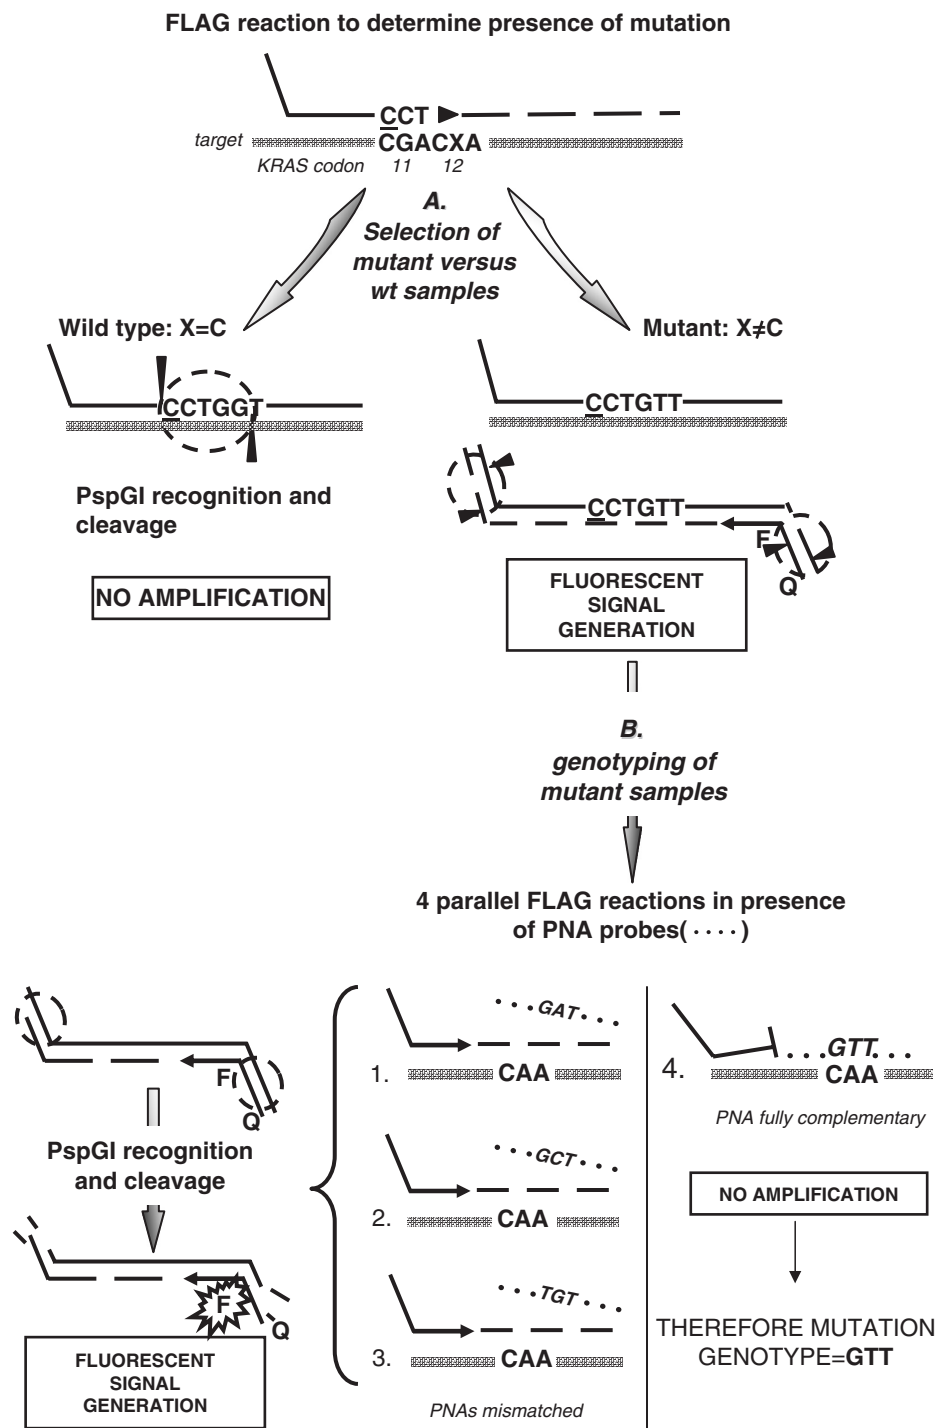 FLAG reaction to determine presence of mutation
CCT
target
CGACXA
KRAS codon 11 12
A.
Selection of
mutant versus
wt samples
Wild type: X=C
Mutant: X≠C
CCTGGT
CCTGTT
PspGI recognition and
cleavage
CCTGTT
F
Q
NO AMPLIFICATION
FLUORESCENT
SIGNAL
GENERATION
B.
genotyping of
mutant samples
4 parallel FLAG reactions in presence
of PNA probes(····)
F
Q
PspGI recognition
and cleavage
F
Q
FLUORESCENT
SIGNAL
GENERATION
GAT
1.
CAA
GCT
2.
CAA
TGT
3.
CAA
PNAs mismatched
GTT
4.
CAA
PNA fully complementary
NO AMPLIFICATION
THEREFORE MUTATION
GENOTYPE=GTT